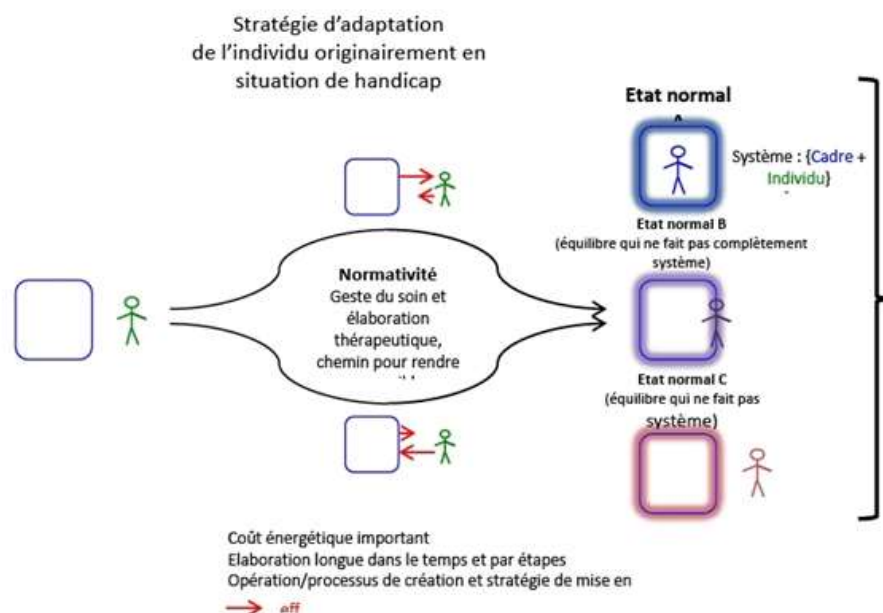 Stratégie d’adaptation
de l’individu originairement en
situation de handicap
Etat normal
Système : {Cadre +
Individu}
Etat normal B
(équilibre qui ne fait pas complètement
système)
Normativité
Geste du soin et
élaboration
thérapeutique,
chemin pour rendre
Etat normal C
(équilibre qui ne fait pas
système)
Coût énergétique important
Elaboration longue dans le temps et par étapes
Opération/processus de création et stratégie de mise en
eff